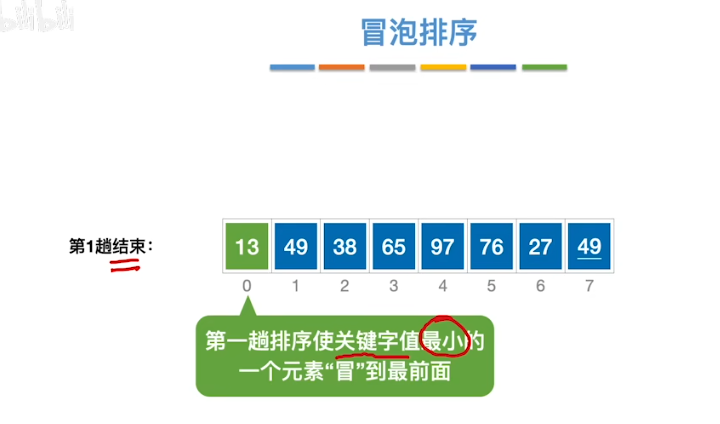 冒泡排序
第1趟结束：
13 49 38 65 97 76 27 49
0 1 2 3 4 5 6 7
第一趟排序使关键字值最小的
一个元素“冒”到最前面